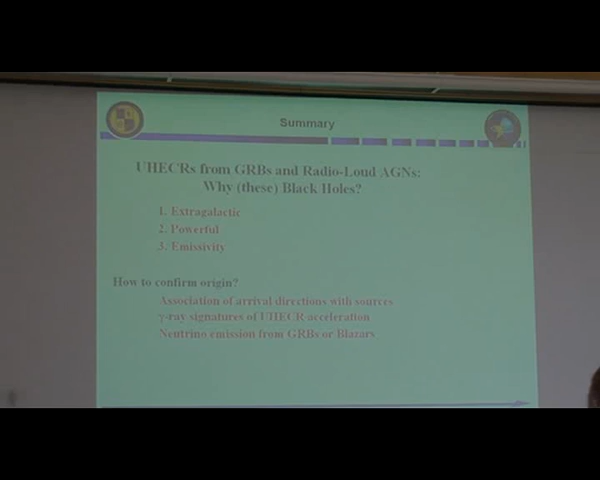 Summary
UHECRs from GRBs and Radio-Loud AGNs:
Why (these) Black Holes?
1. Extragalactic
2. Powerful
3. Emissivity
How to confirm origin?
Association of arrival directions with sources
γ-ray signatures of UHECR acceleration
Neutrino emission from GRBs or Blazars